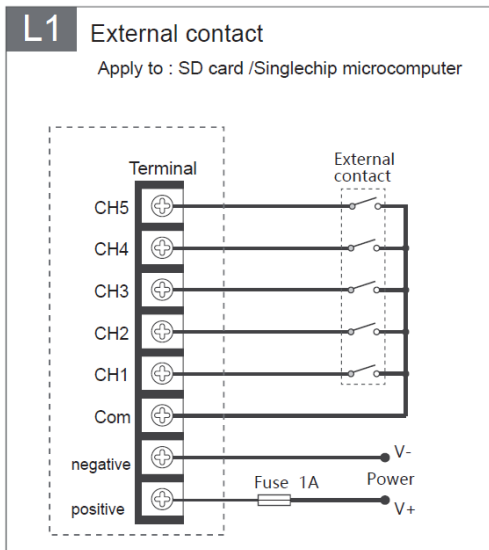 L1 External contact
Apply to : SD card /Singlechip microcomputer
Terminal
External
contact
CH5
CH4
CH3
CH2
CH1
Com
negative
V-
Fuse 1A
Power
positive
V+